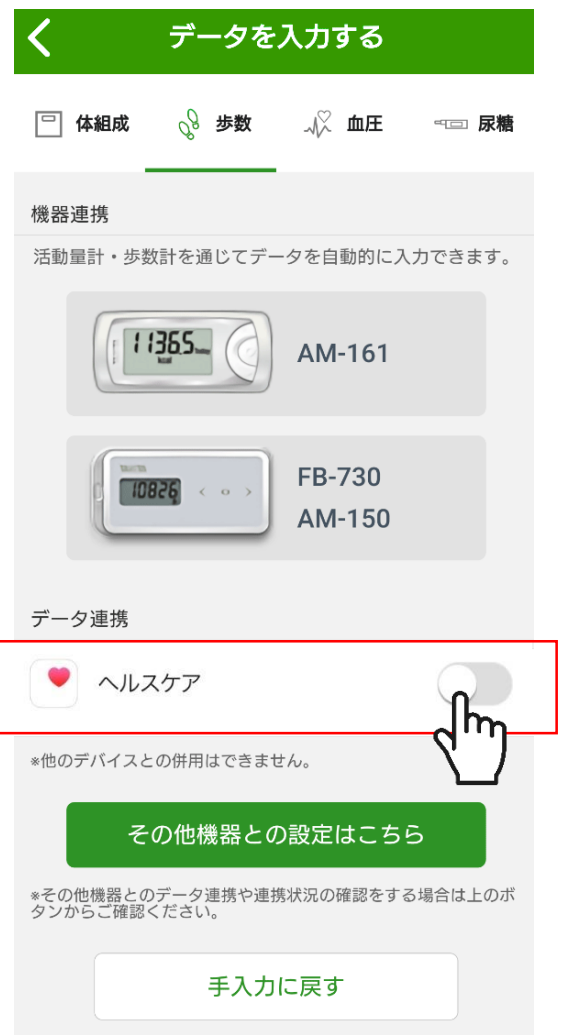 データを入力する
体組成 歩数 血圧 尿糖
機器連携
活動量計・歩数計を通じてデータを自動的に入力できます。
1136.5
kcal
AM-161
TANITA
10826
FB-730
AM-150
データ連携
ヘルスケア
※他のデバイスとの併用はできません。
その他機器との設定はこちら
※その他機器とのデータ連携や連携状況の確認をする場合は上のボ
タンからご確認ください。
手入力に戻す